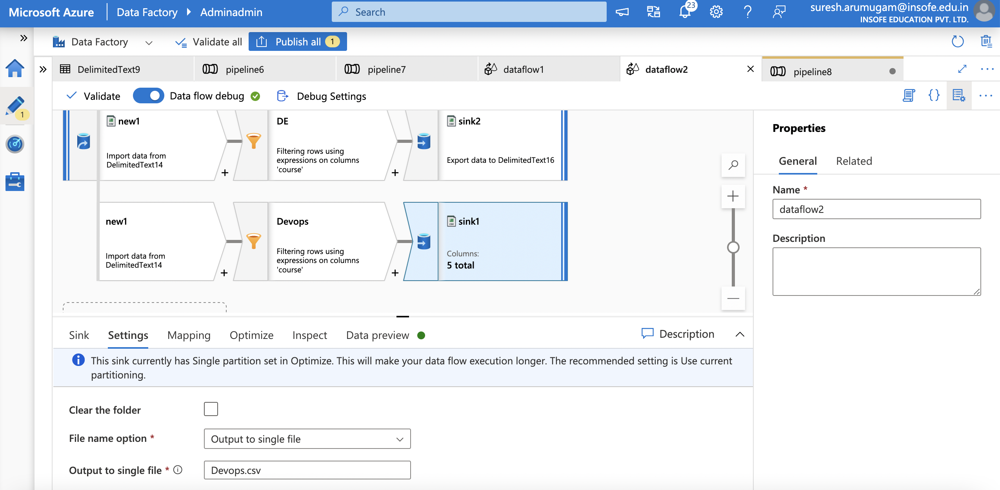 Microsoft Azure
Data Factory
Adminadmin
Search
23
suresh.arumugam@insofe.edu.in
INSOFE EDUCATION PVT. LTD.
Data Factory
Validate all
Publish all 1
DelimitedText9
pipeline6
pipeline7
dataflow1
dataflow2
pipeline8
1
Validate
Data flow debug
Debug Settings
new1
Import data from
DelimitedText14
+
DE
Filtering rows using
expressions on columns
'course'
+
sink2
Export data to DelimitedText16
new1
Import data from
DelimitedText14
+
Devops
Filtering rows using
expressions on columns
'course'
+
sink1
Columns:
5 total
Properties
General
Related
Name *
dataflow2
Description
Sink
Settings
Mapping
Optimize
Inspect
Data preview
Description
This sink currently has Single partition set in Optimize. This will make your data flow execution longer. The recommended setting is Use current
partitioning.
Clear the folder
File name option *
Output to single file
Output to single file *
Devops.csv